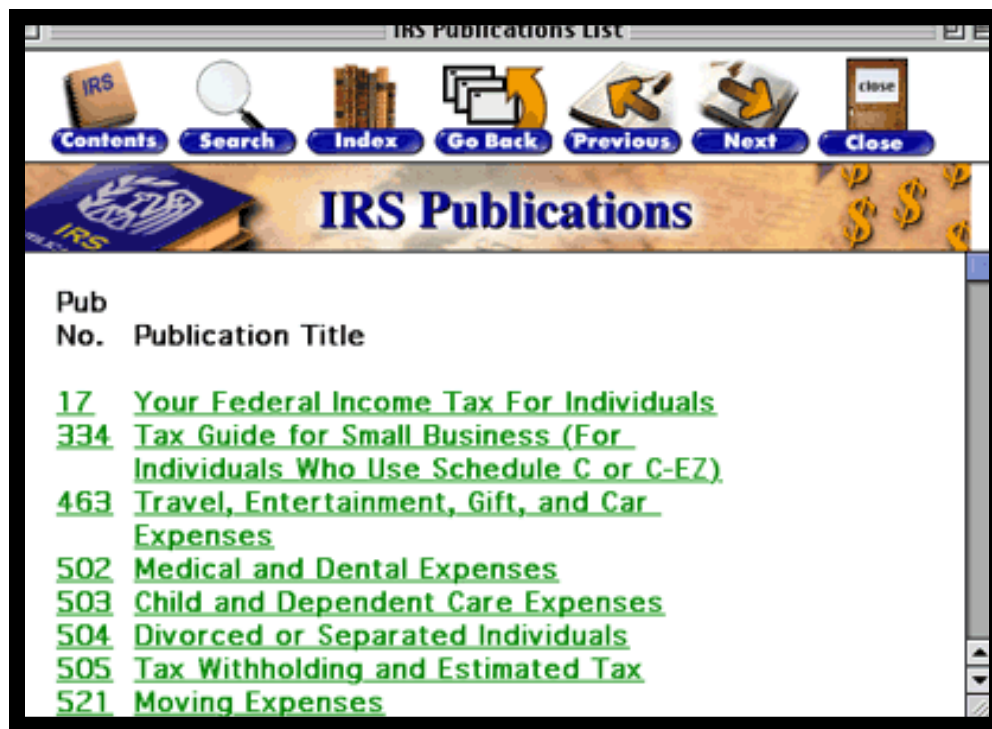 IRS Publications List
IRS
close
Contents Search Index Go Back Previous Next Close
IRS
IRS Publications
$ $ $
Pub
No. Publication Title
17 Your Federal Income Tax For Individuals
334 Tax Guide for Small Business (For
Individuals Who Use Schedule C or C-EZ)
463 Travel, Entertainment, Gift, and Car
Expenses
502 Medical and Dental Expenses
503 Child and Dependent Care Expenses
504 Divorced or Separated Individuals
505 Tax Withholding and Estimated Tax
521 Moving Expenses